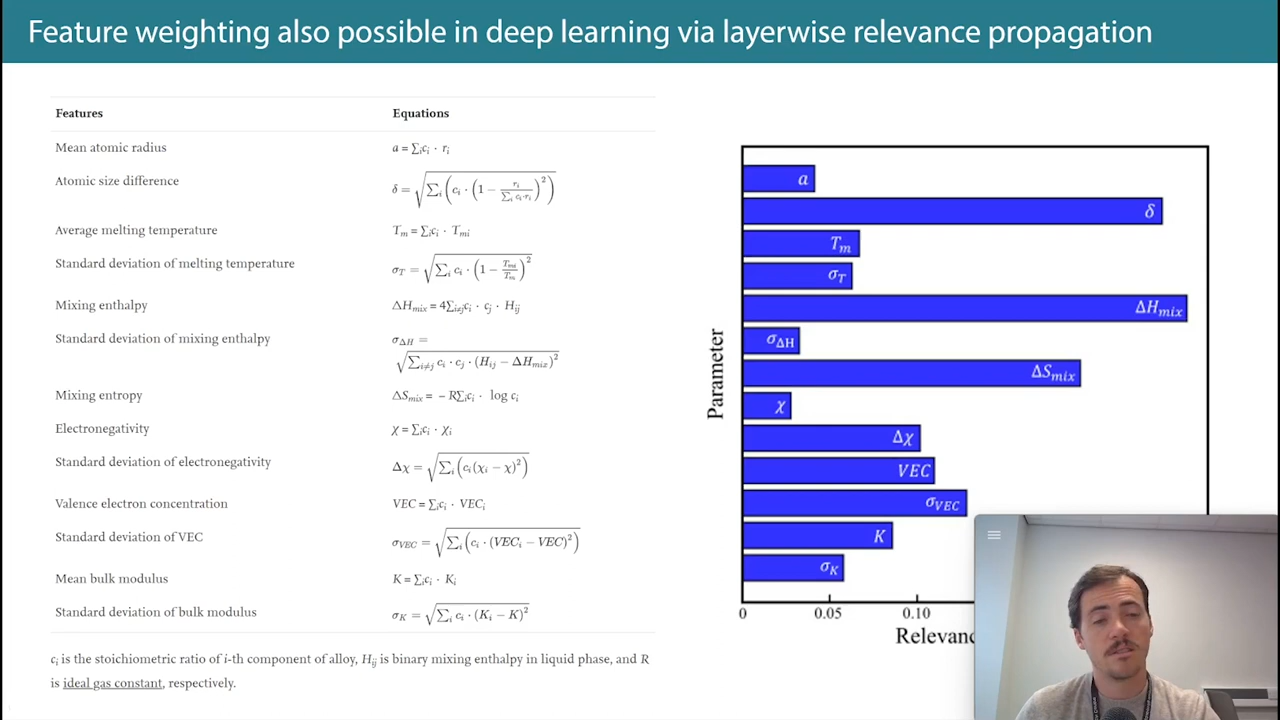 Feature weighting also possible in deep learning via layerwise relevance propagation
Features Equations
Mean atomic radius a = ∑ᵢcᵢ · rᵢ
Atomic size difference δ = √(∑ᵢ (cᵢ · (1 − rᵢ / ∑ᵢ cᵢ·rᵢ)²))
Average melting temperature Tₘ = ∑ᵢcᵢ · Tₘᵢ
Standard deviation of melting temperature σ_T = √(∑ᵢ cᵢ · (1 − Tₘᵢ / Tₘ)²)
Mixing enthalpy ΔH_mix = 4∑ᵢ≠ⱼcᵢ · cⱼ · Hᵢⱼ
Standard deviation of mixing enthalpy σ_ΔH =
√(∑ᵢ≠ⱼ cᵢ · cⱼ · (Hᵢⱼ − ΔH_mix)²)
Mixing entropy ΔS_mix = − R∑ᵢcᵢ · log cᵢ
Electronegativity χ = ∑ᵢcᵢ · χᵢ
Standard deviation of electronegativity Δχ = √(∑ᵢ (cᵢ(χᵢ − χ)²))
Valence electron concentration VEC = ∑ᵢcᵢ · VECᵢ
Standard deviation of VEC σ_VEC = √(∑ᵢ (cᵢ · (VECᵢ − VEC)²))
Mean bulk modulus K = ∑ᵢcᵢ · Kᵢ
Standard deviation of bulk modulus σ_K = √(∑ᵢ cᵢ · (Kᵢ − K)²)
cᵢ is the stoichiometric ratio of i-th component of alloy, Hᵢⱼ is binary mixing enthalpy in liquid phase, and R
is ideal gas constant, respectively.
Parameter
a
δ
Tₘ
σ_T
ΔH_mix
σ_ΔH
ΔS_mix
χ
Δχ
VEC
σ_VEC
K
σ_K
0 0.05 0.10
Relevanc